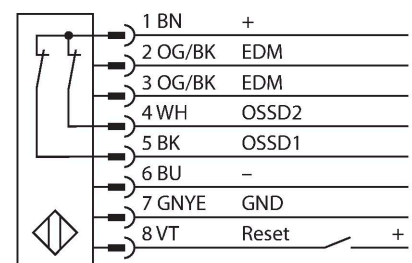 1 BN +
2 OG/BK EDM
3 OG/BK EDM
4 WH OSSD2
5 BK OSSD1
6 BU –
7 GNYE GND
8 VT Reset +